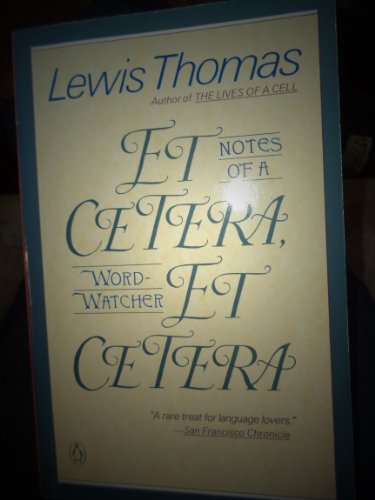 Lewis Thomas
Author of THE LIVES OF A CELL
ET
NOTES
OF A
CETERA,
WORD-
WATCHER
ET
CETERA
"A rare treat for language lovers."
—San Francisco Chronicle